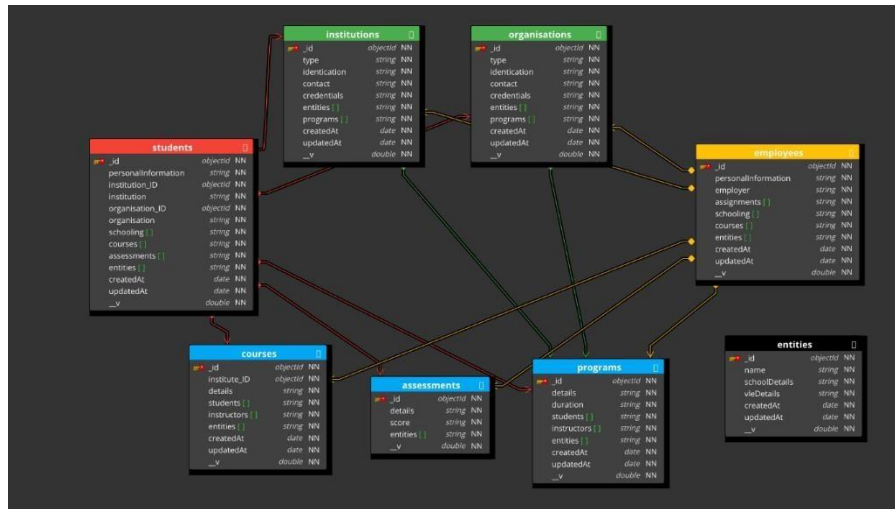 institutions
_id objectid NN
type string NN
identication string NN
contact string NN
credentials string NN
entities [ ] string NN
programs [ ] string NN
createdAt date NN
updatedAt date NN
__v double NN
organisations
_id objectid NN
type string NN
identication string NN
contact string NN
credentials string NN
entities [ ] string NN
programs [ ] string NN
createdAt date NN
updatedAt date NN
__v double NN
students
_id objectid NN
personalInformation string NN
institution_ID objectid NN
institution string NN
organisation_ID objectid NN
organisation string NN
schooling [ ] string NN
courses [ ] string NN
assessments [ ] string NN
entities [ ] string NN
createdAt date NN
updatedAt date NN
__v double NN
employees
_id objectid NN
personalInformation string NN
employer string NN
assignments [ ] string NN
schooling [ ] string NN
courses [ ] string NN
entities [ ] string NN
createdAt date NN
updatedAt date NN
__v double NN
courses
_id objectid NN
institute_ID objectid NN
details string NN
students [ ] string NN
instructors [ ] string NN
entities [ ] string NN
createdAt date NN
updatedAt date NN
__v double NN
assessments
_id objectid NN
details string NN
score string NN
entities [ ] string NN
__v double NN
programs
_id objectid NN
details string NN
duration string NN
students [ ] string NN
instructors [ ] string NN
entities [ ] string NN
createdAt date NN
updatedAt date NN
__v double NN
entities
_id objectid NN
name string NN
schoolDetails string NN
vleDetails string NN
createdAt date NN
updatedAt date NN
__v double NN